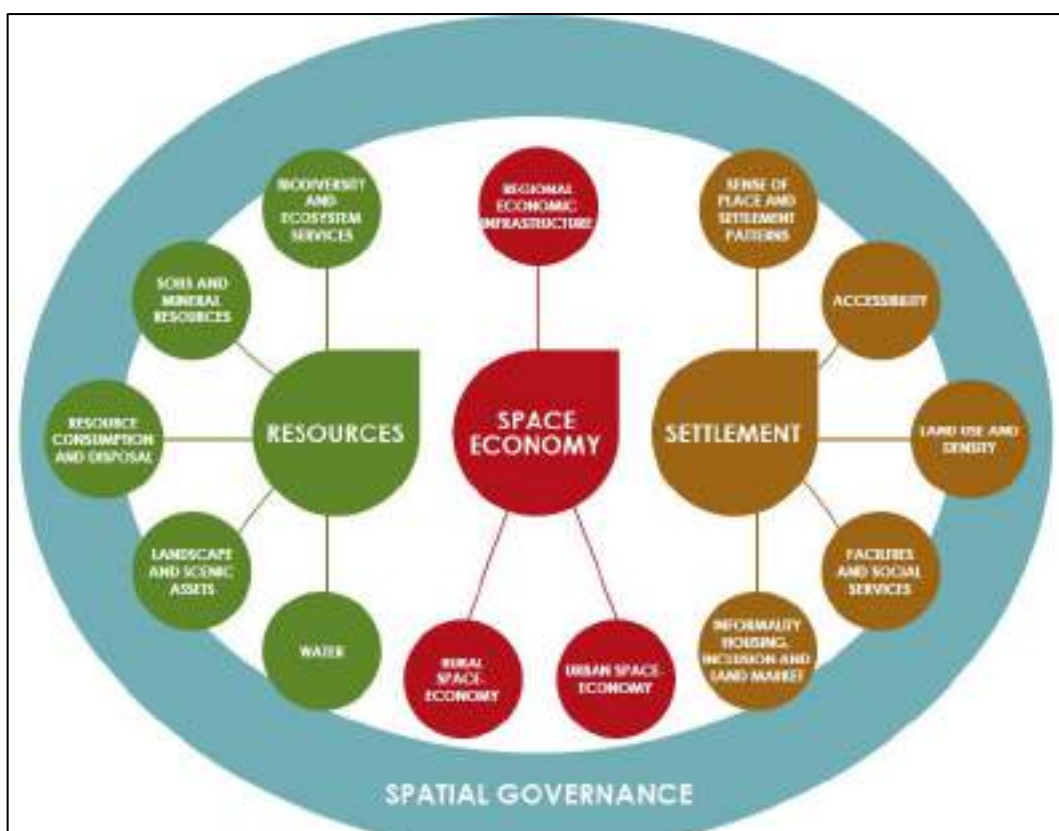 BIODIVERSITY
AND
ECOSYSTEM
SERVICES
SOILS AND
MINERAL
RESOURCES
RESOURCE
CONSUMPTION
AND DISPOSAL
LANDSCAPE
AND SCENIC
ASSETS
WATER
RESOURCES
REGIONAL
ECONOMIC
INFRASTRUCTURE
SPACE
ECONOMY
RURAL
SPACE-
ECONOMY
URBAN SPACE-
ECONOMY
SENSE OF
PLACE AND
SETTLEMENT
PATTERNS
ACCESSIBILITY
SETTLEMENT
LAND USE AND
DENSITY
FACILITIES
AND SOCIAL
SERVICES
INFORMALITY
HOUSING,
INCLUSION AND
LAND MARKET
SPATIAL GOVERNANCE